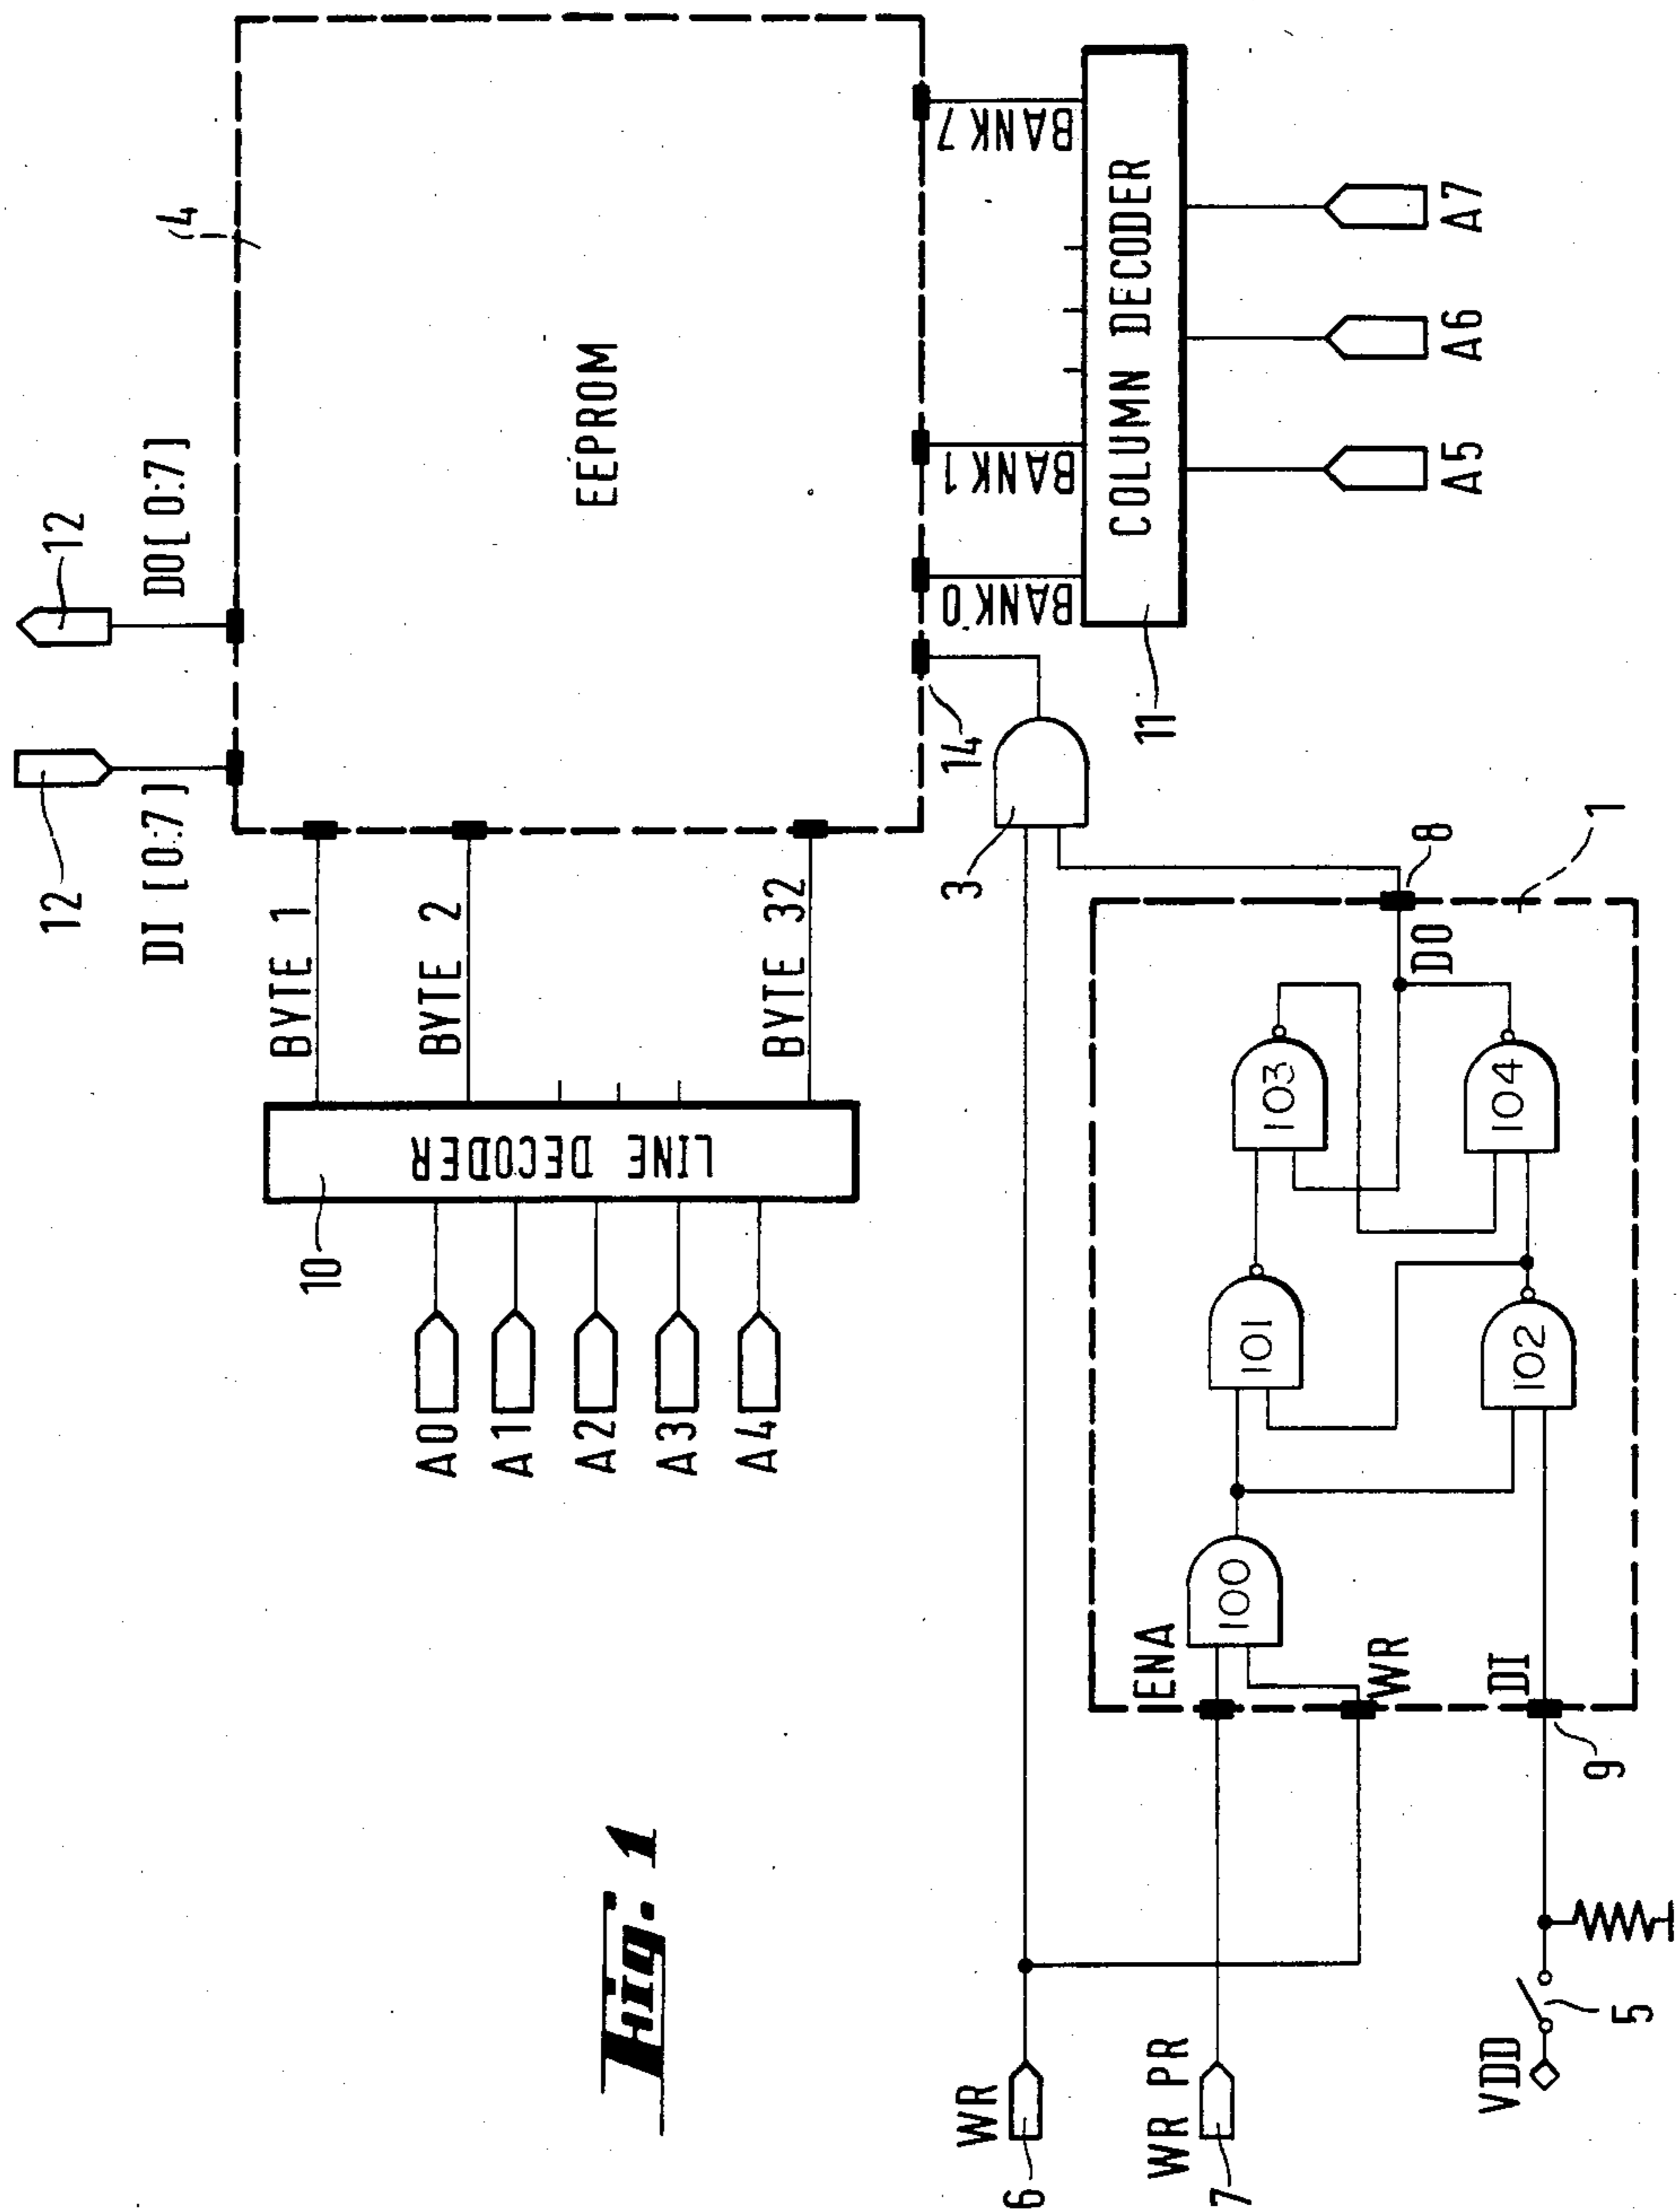 Fig. 1
12
12
DI [0:7]
DO[0:7]
4
EEPROM
BYTE 1
BYTE 2
BYTE 32
LINE DECODER
10
A0
A1
A2
A3
A4
BANK 0
BANK 1
BANK 7
COLUMN DECODER
11
A5
A6
A7
14
3
WR
6
WR PR
7
VDD
5
9
ENA
WR
DI
100
101
102
103
104
DO
8
1